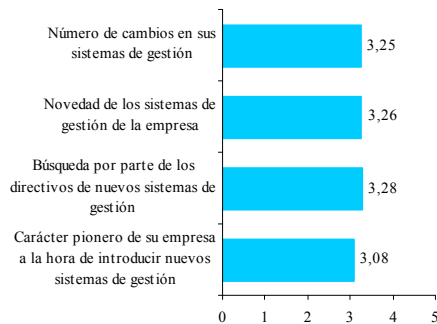 Número de cambios en sus
sistemas de gestión
3,25
Novedad de los sistemas de
gestión de la empresa
3,26
Búsqueda por parte de los
directivos de nuevos sistemas de
gestión
3,28
Carácter pionero de su empresa
a la hora de introducir nuevos
sistemas de gestión
3,08
0 1 2 3 4 5